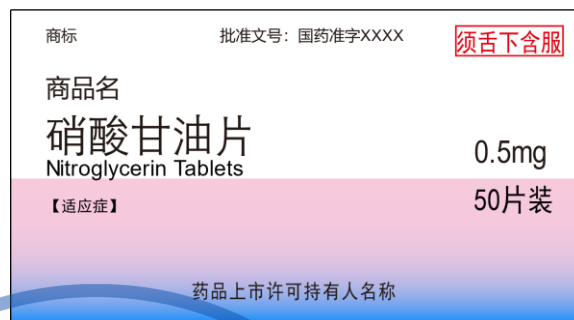 商标
批准文号：国药准字XXXX
须舌下含服
商品名
硝酸甘油片
Nitroglycerin Tablets
0.5mg
50片装
【适应症】
药品上市许可持有人名称